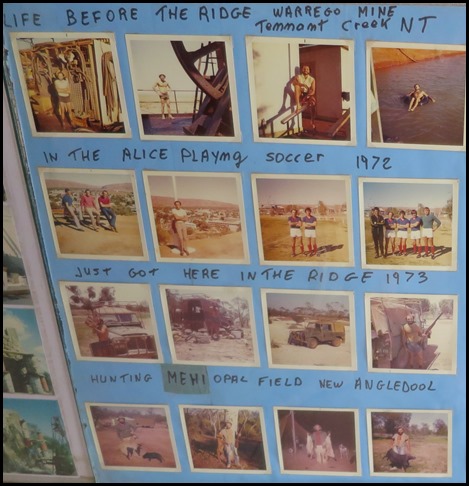 LIFE BEFORE THE RIDGE WARREGO MINE
Tennant Creek NT
IN THE ALICE PLAYING SOCCER 1972
JUST GOT HERE IN THE RIDGE 1973
HUNTING MEHI OPAL FIELD NEW ANGLEDOOL